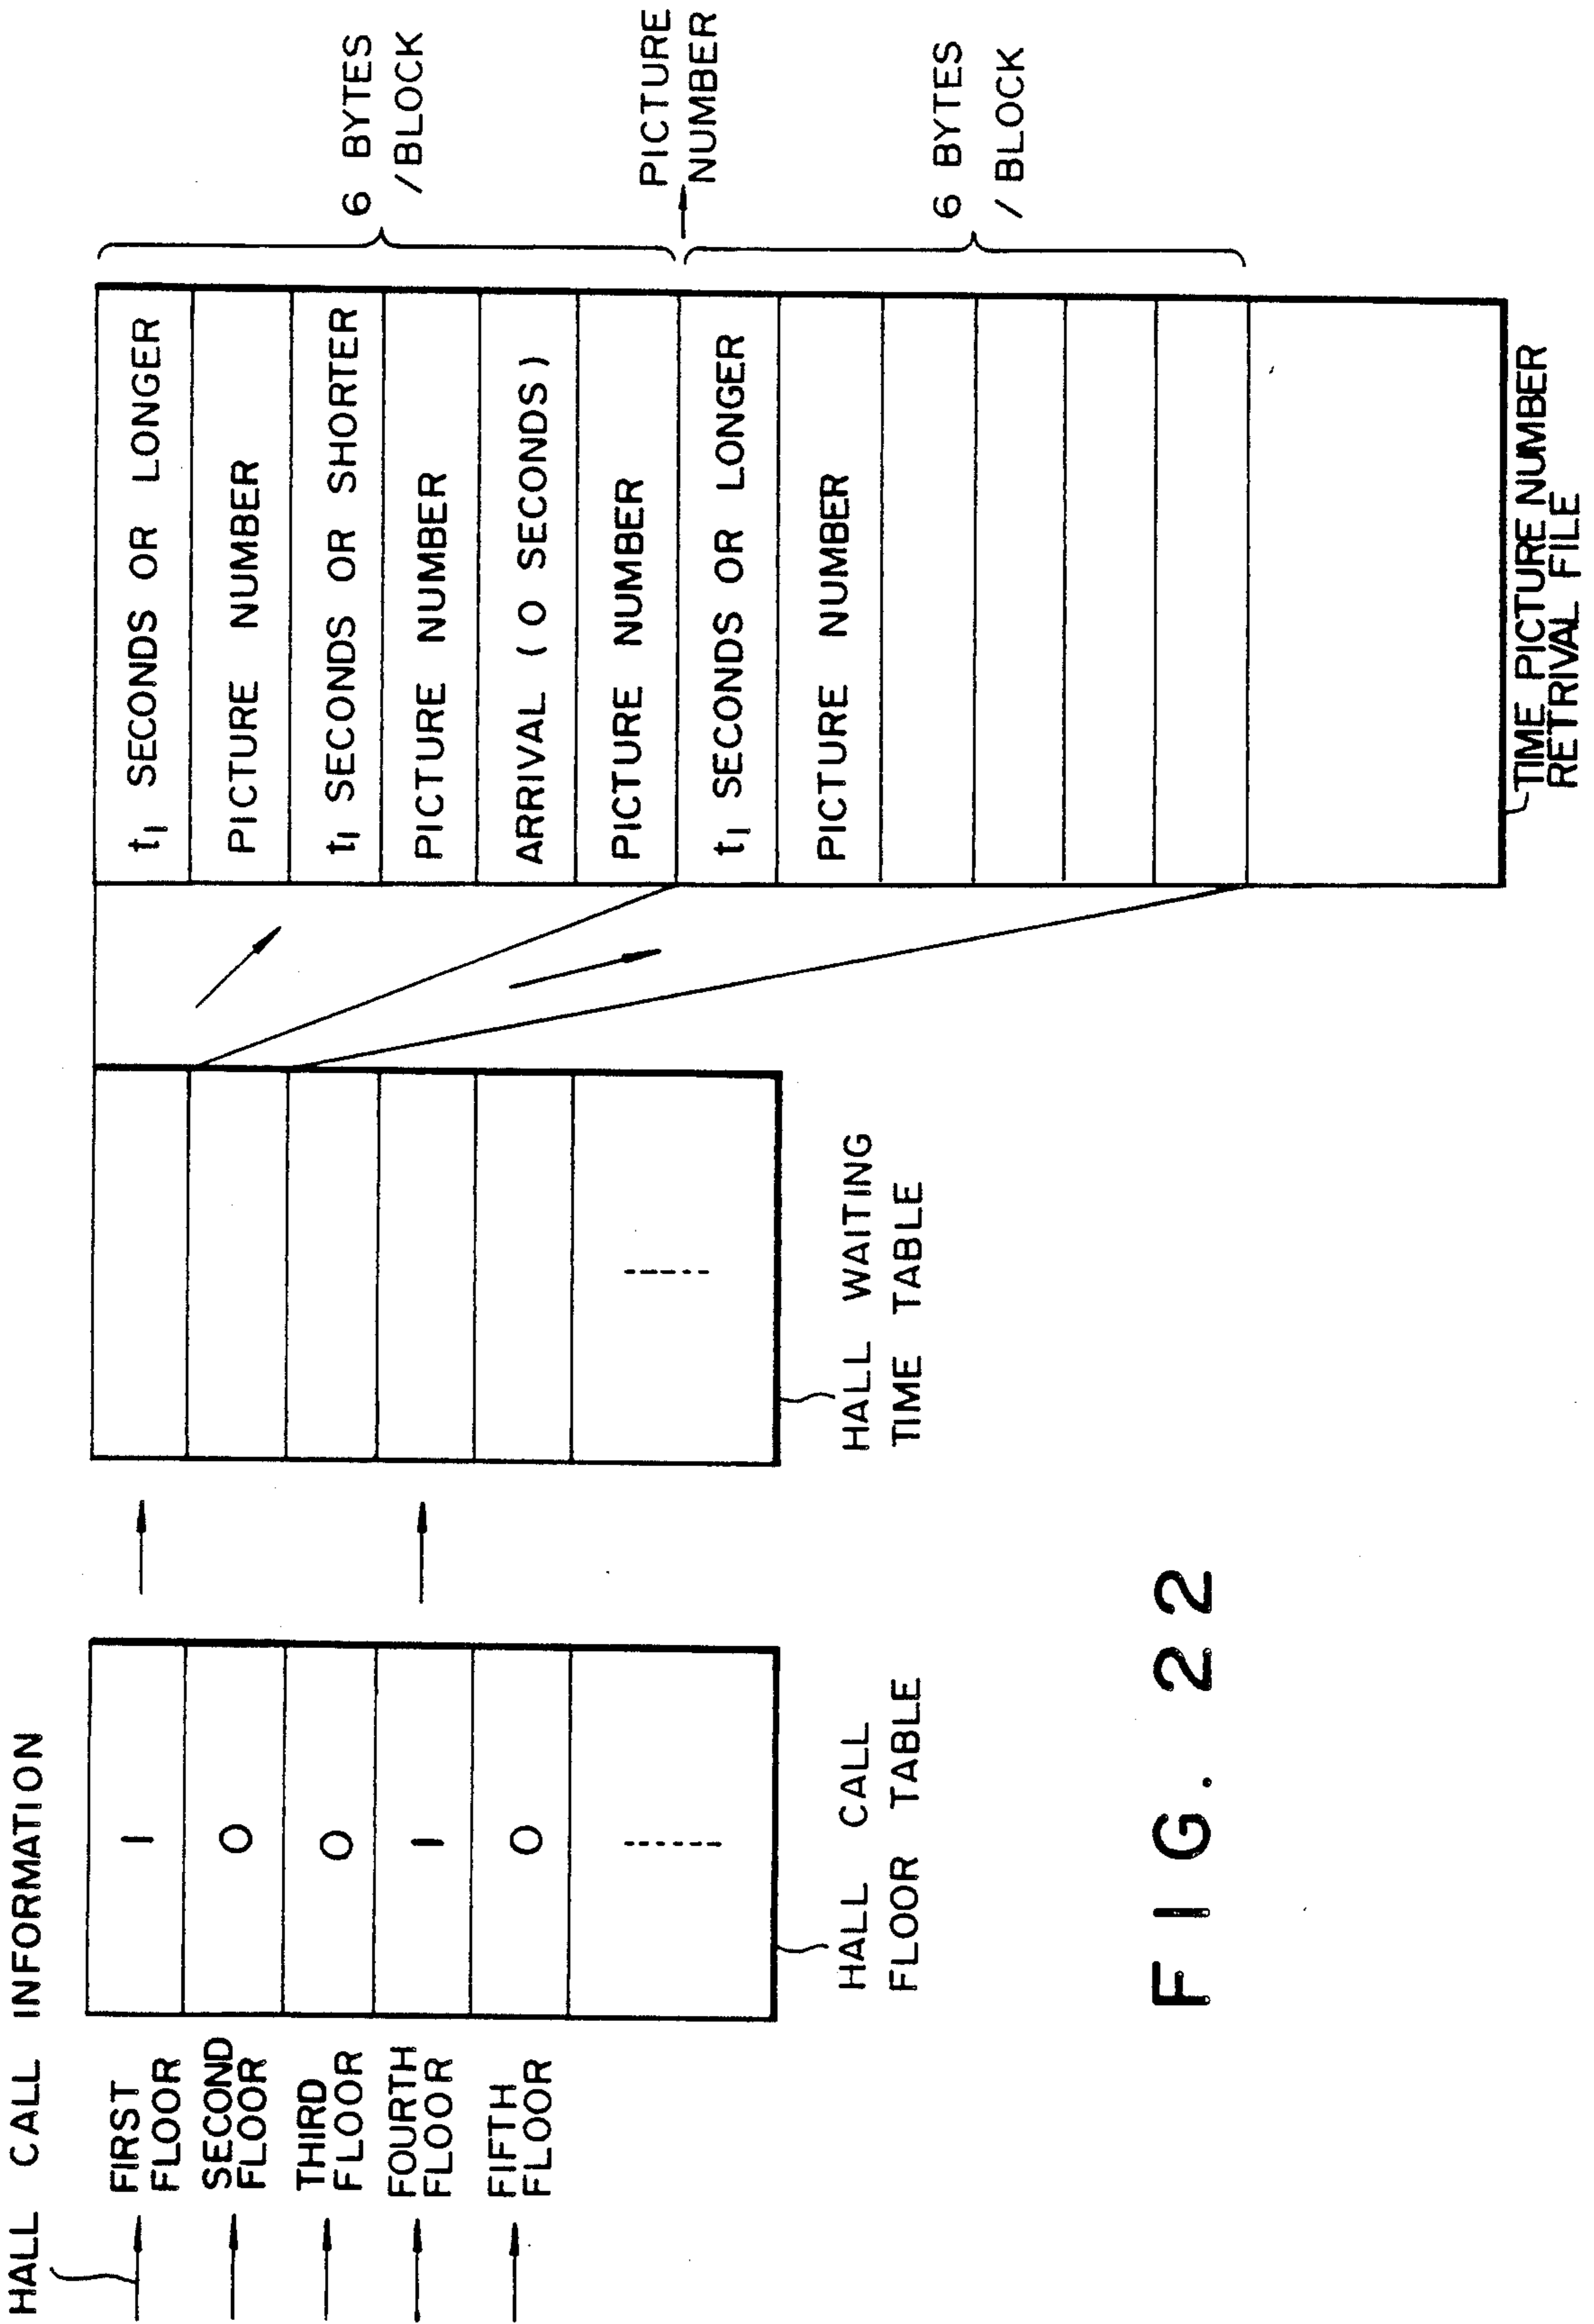 HALL CALL INFORMATION
FIRST
FLOOR
SECOND
FLOOR
THIRD
FLOOR
FOURTH
FLOOR
FIFTH
FLOOR
1
0
0
1
0
HALL CALL
FLOOR TABLE
HALL WAITING
TIME TABLE
t1 SECONDS OR LONGER
PICTURE NUMBER
t1 SECONDS OR SHORTER
PICTURE NUMBER
ARRIVAL (0 SECONDS)
PICTURE NUMBER
t1 SECONDS OR LONGER
PICTURE NUMBER
TIME PICTURE NUMBER
RETRIVAL FILE
6 BYTES
/BLOCK
PICTURE
NUMBER
6 BYTES
/BLOCK
FIG. 22